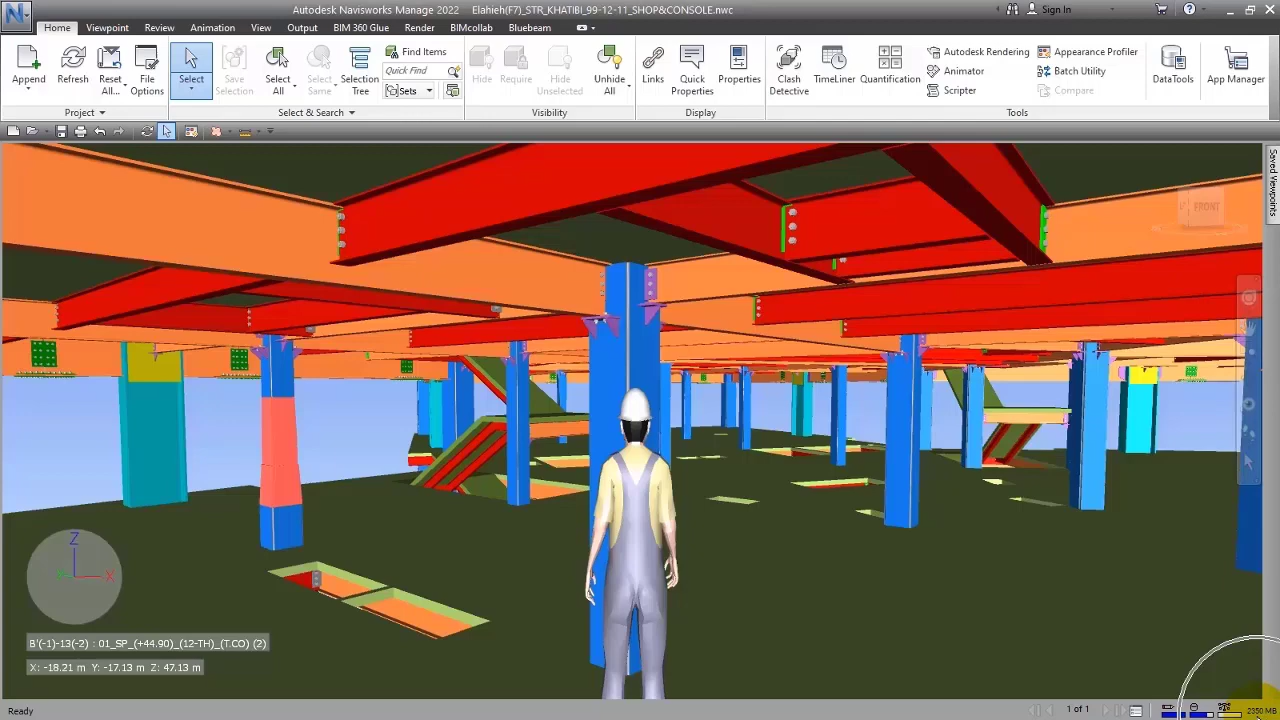 Autodesk Navisworks Manage 2022 Elahieh(F7)_STR_KHATIBI_99-12-11_SHOP&CONSOLE.nwc
Sign In
Home Viewpoint Review Animation View Output BIM 360 Glue Render BIMcollab Bluebeam
Append
Refresh
Reset All...
File Options
Select
Save Selection
Select All
Select Same
Selection Tree
Find Items
Quick Find
Sets
Hide
Require
Hide Unselected
Unhide All
Links
Quick Properties
Properties
Clash Detective
TimeLiner
Quantification
Autodesk Rendering
Animator
Scripter
Appearance Profiler
Batch Utility
Compare
DataTools
App Manager
Project
Select & Search
Visibility
Display
Tools
Saved Viewpoints
FRONT
Z
X
B'(-1)-13(-2) : 01_SP_(+44.90)_(12-TH)_(T.CO) (2)
X: -18.21 m Y: -17.13 m Z: 47.13 m
Ready
1 of 1
2350 MB